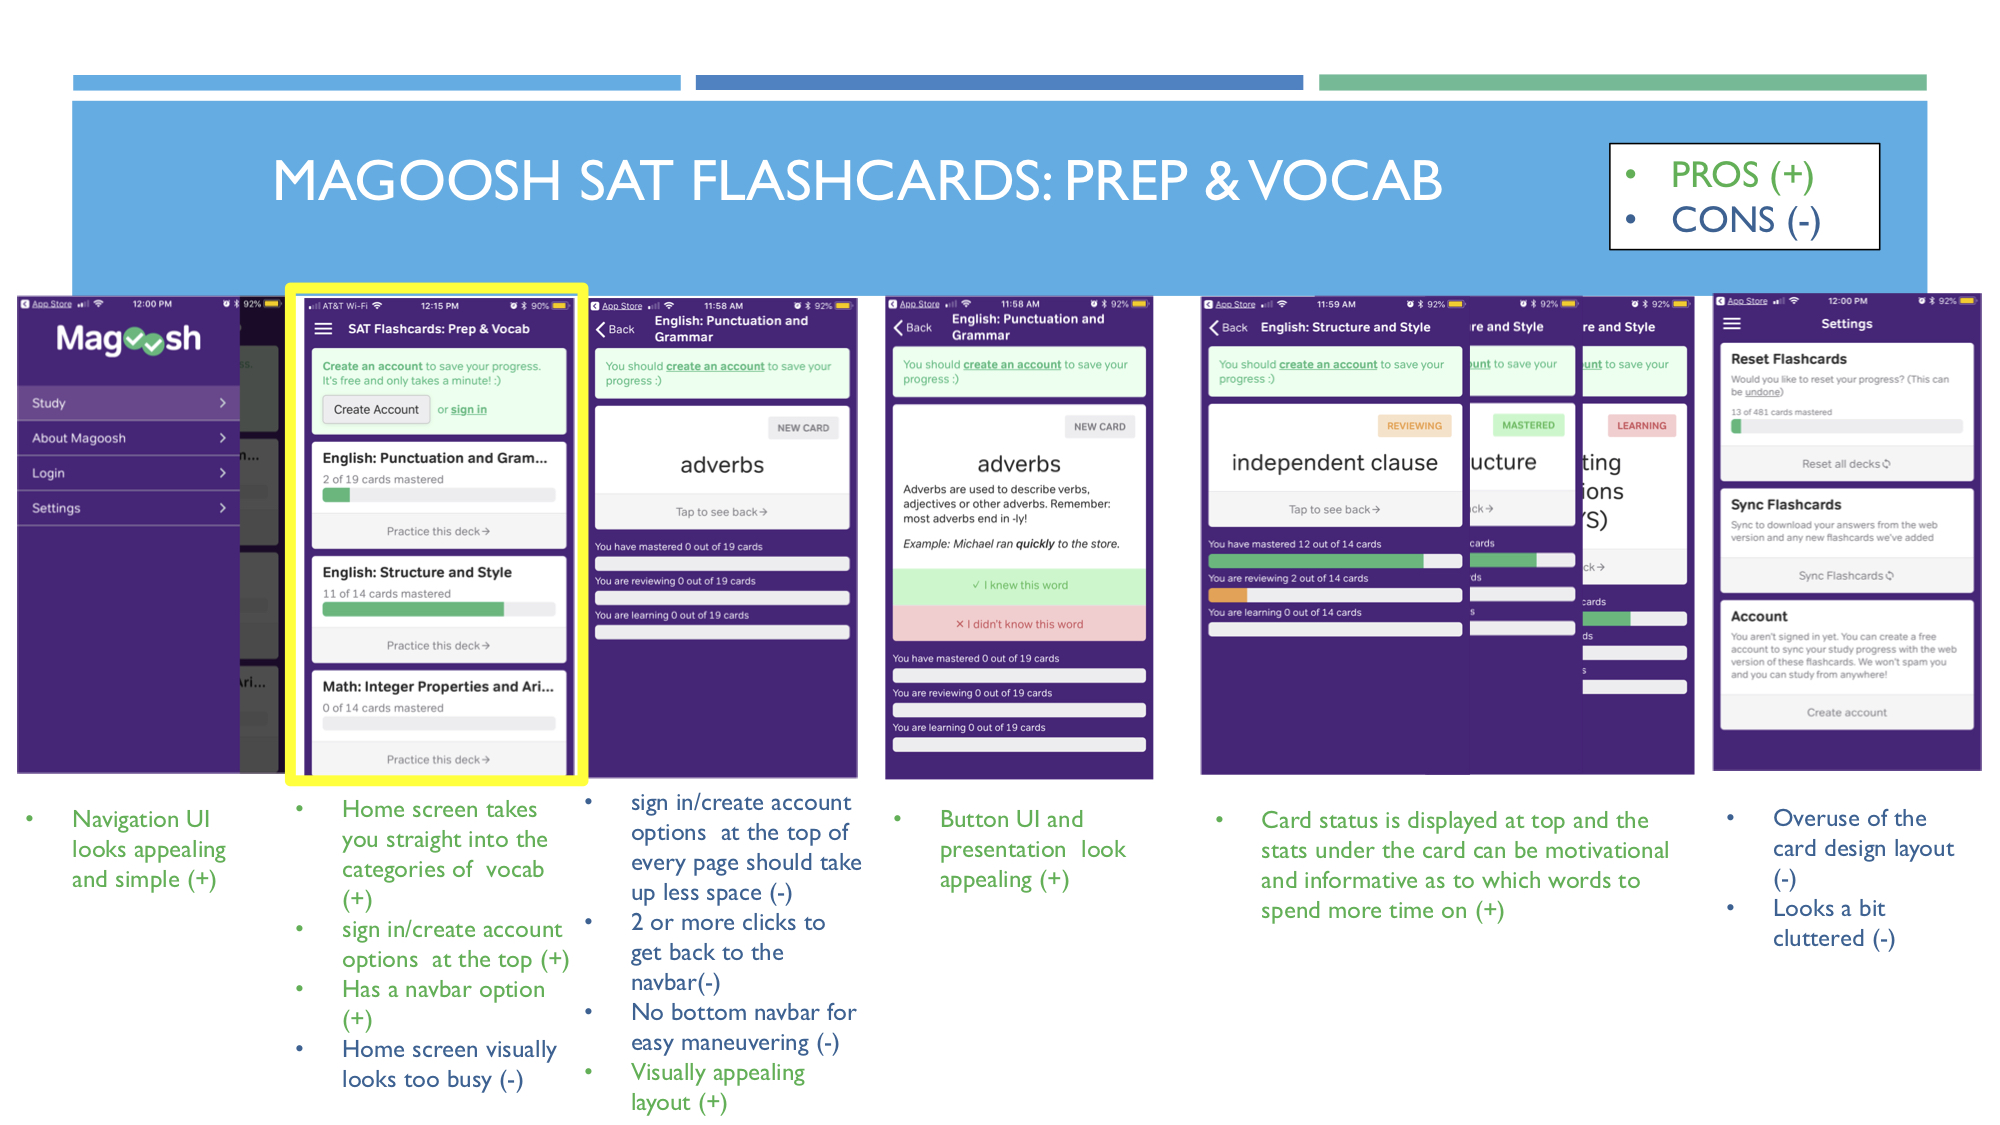 MAGOOSH SAT FLASHCARDS: PREP & VOCAB
• PROS (+)
• CONS (-)
App Store 12:00 PM 92%
Magoosh
Study
About Magoosh
Login
Settings
AT&T Wi-Fi 12:15 PM 90%
SAT Flashcards: Prep & Vocab
Create an account to save your progress.
It's free and only takes a minute! :)
Create Account or sign in
English: Punctuation and Gram...
2 of 19 cards mastered
Practice this deck→
English: Structure and Style
11 of 14 cards mastered
Practice this deck→
Math: Integer Properties and Ari...
0 of 14 cards mastered
Practice this deck→
App Store 11:58 AM 92%
Back English: Punctuation and
Grammar
You should create an account to save your
progress :)
NEW CARD
adverbs
Tap to see back→
You have mastered 0 out of 19 cards
You are reviewing 0 out of 19 cards
You are learning 0 out of 19 cards
App Store 11:58 AM 92%
Back English: Punctuation and
Grammar
You should create an account to save your
progress :)
NEW CARD
adverbs
Adverbs are used to describe verbs,
adjectives or other adverbs. Remember:
most adverbs end in -ly!
Example: Michael ran quickly to the store.
✓ I knew this word
✕ I didn't know this word
You have mastered 0 out of 19 cards
You are reviewing 0 out of 19 cards
You are learning 0 out of 19 cards
App Store 11:59 AM 92%
Back English: Structure and Style
You should create an account to save your
progress :)
REVIEWING
independent clause
Tap to see back→
You have mastered 12 out of 14 cards
You are reviewing 2 out of 14 cards
You are learning 0 out of 14 cards
92%
re and Style
unt to save your
MASTERED
ucture
ck→
cards
rds
s
92%
re and Style
unt to save your
LEARNING
ting
ions
'S)
ck→
cards
ds
s
App Store 12:00 PM 92%
Settings
Reset Flashcards
Would you like to reset your progress? (This can
be undone)
13 of 481 cards mastered
Reset all decks
Sync Flashcards
Sync to download your answers from the web
version and any new flashcards we've added
Sync Flashcards
Account
You aren't signed in yet. You can create a free
account to sync your study progress with the web
version of these flashcards. We won't spam you
and you can study from anywhere!
Create account
• Navigation UI
looks appealing
and simple (+)
• Home screen takes
you straight into the
categories of vocab
(+)
• sign in/create account
options at the top (+)
• Has a navbar option
(+)
• Home screen visually
looks too busy (-)
• sign in/create account
options at the top of
every page should take
up less space (-)
• 2 or more clicks to
get back to the
navbar(-)
• No bottom navbar for
easy maneuvering (-)
• Visually appealing
layout (+)
• Button UI and
presentation look
appealing (+)
• Card status is displayed at top and the
stats under the card can be motivational
and informative as to which words to
spend more time on (+)
• Overuse of the
card design layout
(-)
• Looks a bit
cluttered (-)